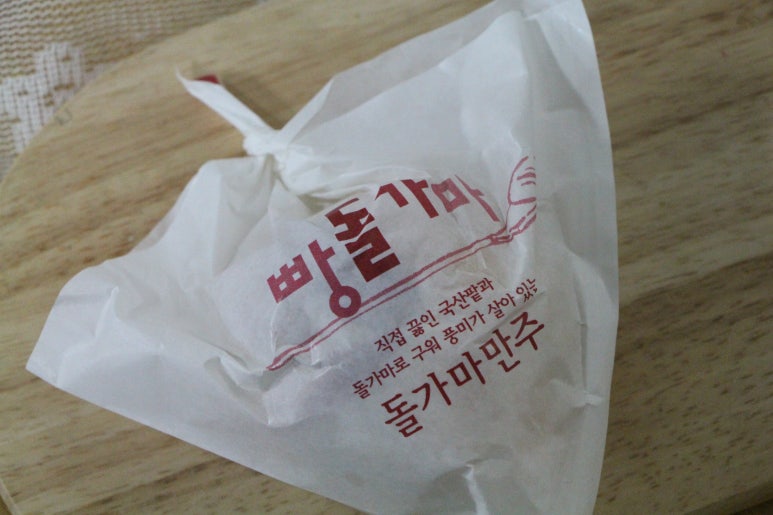 빵돌가마
직접 끓인 국산팥과
돌가마로 구워 풍미가 살아 있는
돌가마만주